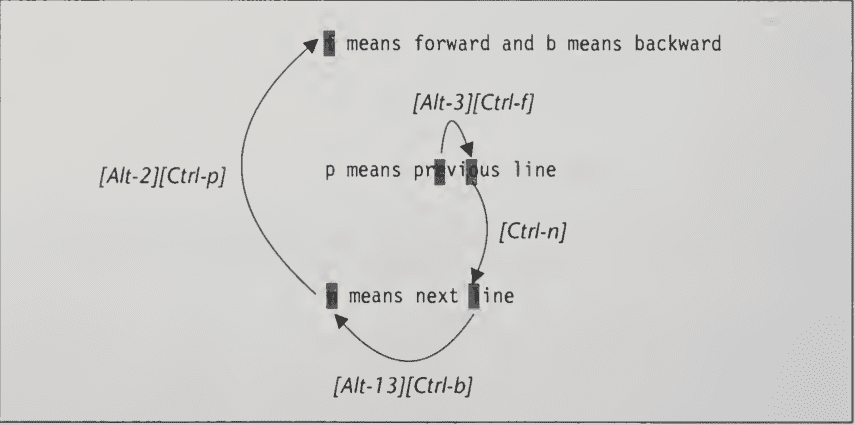 f means forward and b means backward
[Alt-3][Ctrl-f]
p means previous line
[Alt-2][Ctrl-p]
[Ctrl-n]
n means next line
[Alt-13][Ctrl-b]